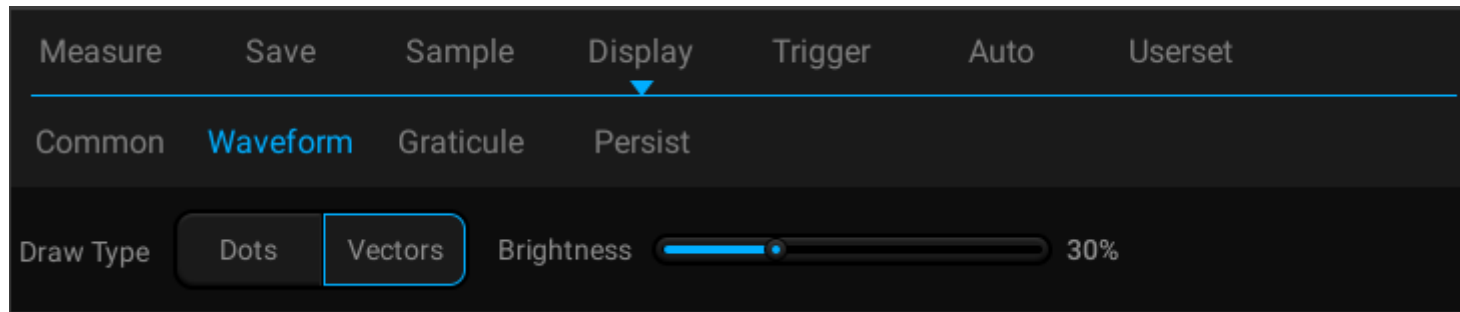 Measure Save Sample Display Trigger Auto Userset
Common Waveform Graticule Persist
Draw Type Dots Vectors Brightness 30%